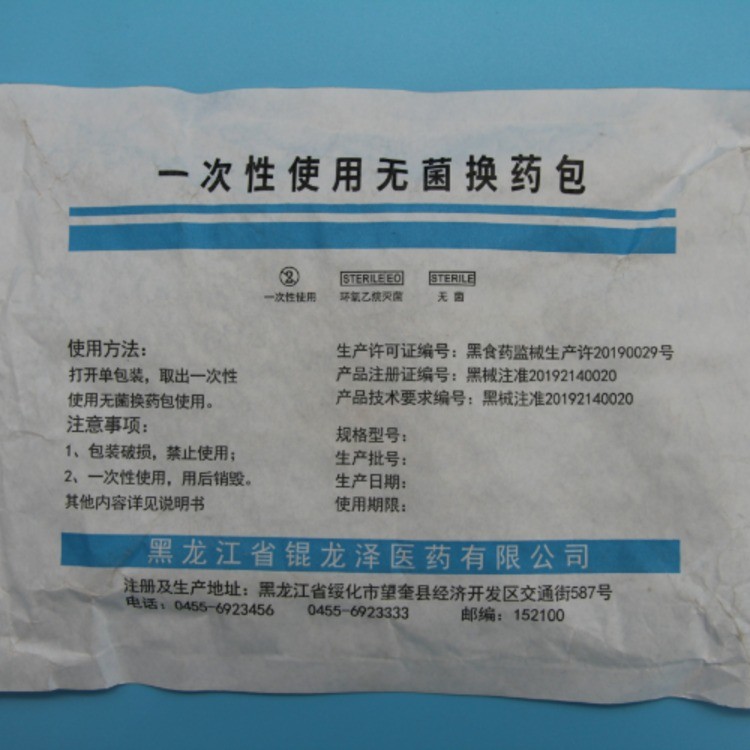 一次性使用无菌换药包
② STERILE EO STERILE
一次性使用 环氧乙烷灭菌 无菌
使用方法：
打开单包装，取出一次性
使用无菌换药包使用。
注意事项：
1、包装破损，禁止使用；
2、一次性使用，用后销毁。
其他内容详见说明书
生产许可证编号：黑食药监械生产许20190029号
产品注册证编号：黑械注准20192140020
产品技术要求编号：黑械注准20192140020
规格型号：
生产批号：
生产日期：
使用期限：
黑龙江省锟龙泽医药有限公司
注册及生产地址：黑龙江省绥化市望奎县经济开发区交通街587号
电话：0455-6923456 0455-6923333 邮编：152100